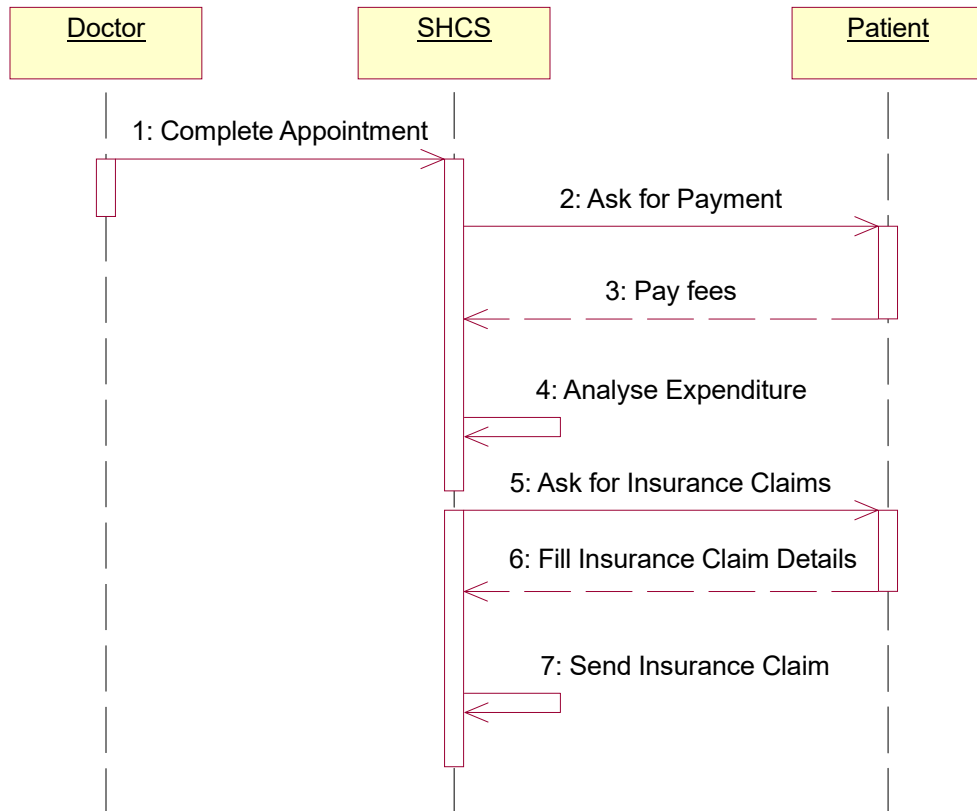 Doctor
SHCS
Patient
1: Complete Appointment
2: Ask for Payment
3: Pay fees
4: Analyse Expenditure
5: Ask for Insurance Claims
6: Fill Insurance Claim Details
7: Send Insurance Claim